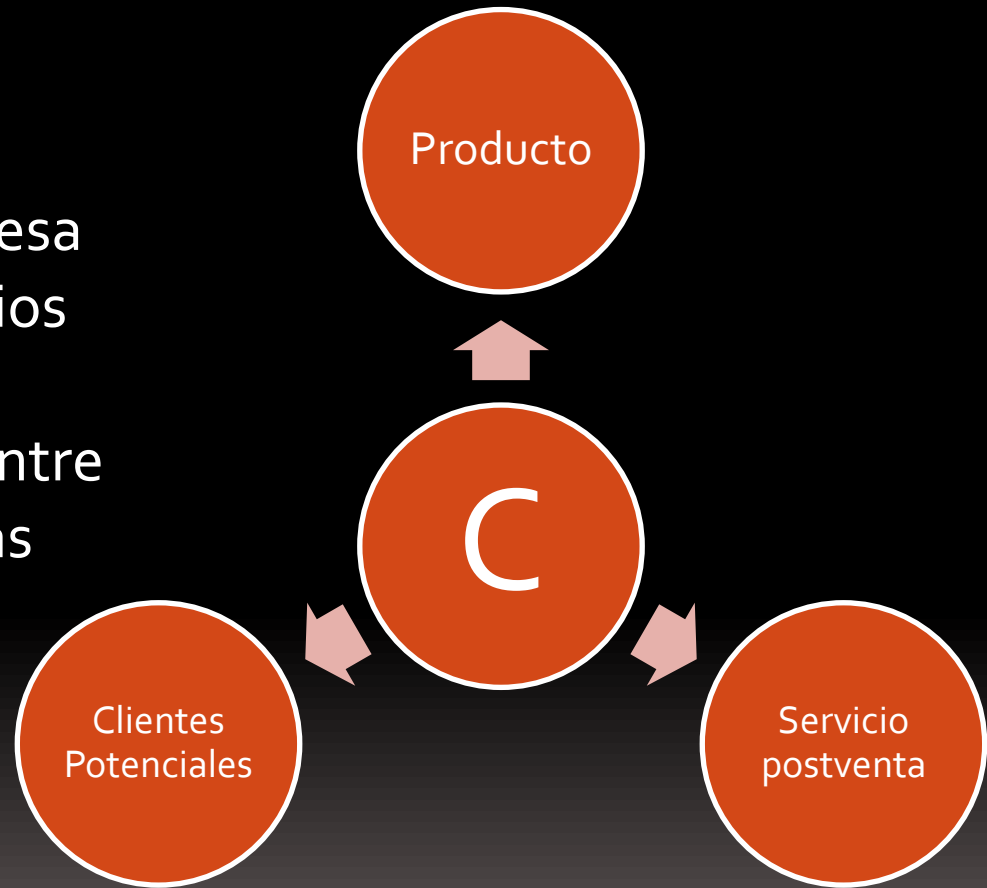 Producto
esa
ios
ntre
as
C
Clientes
Potenciales
Servicio
postventa